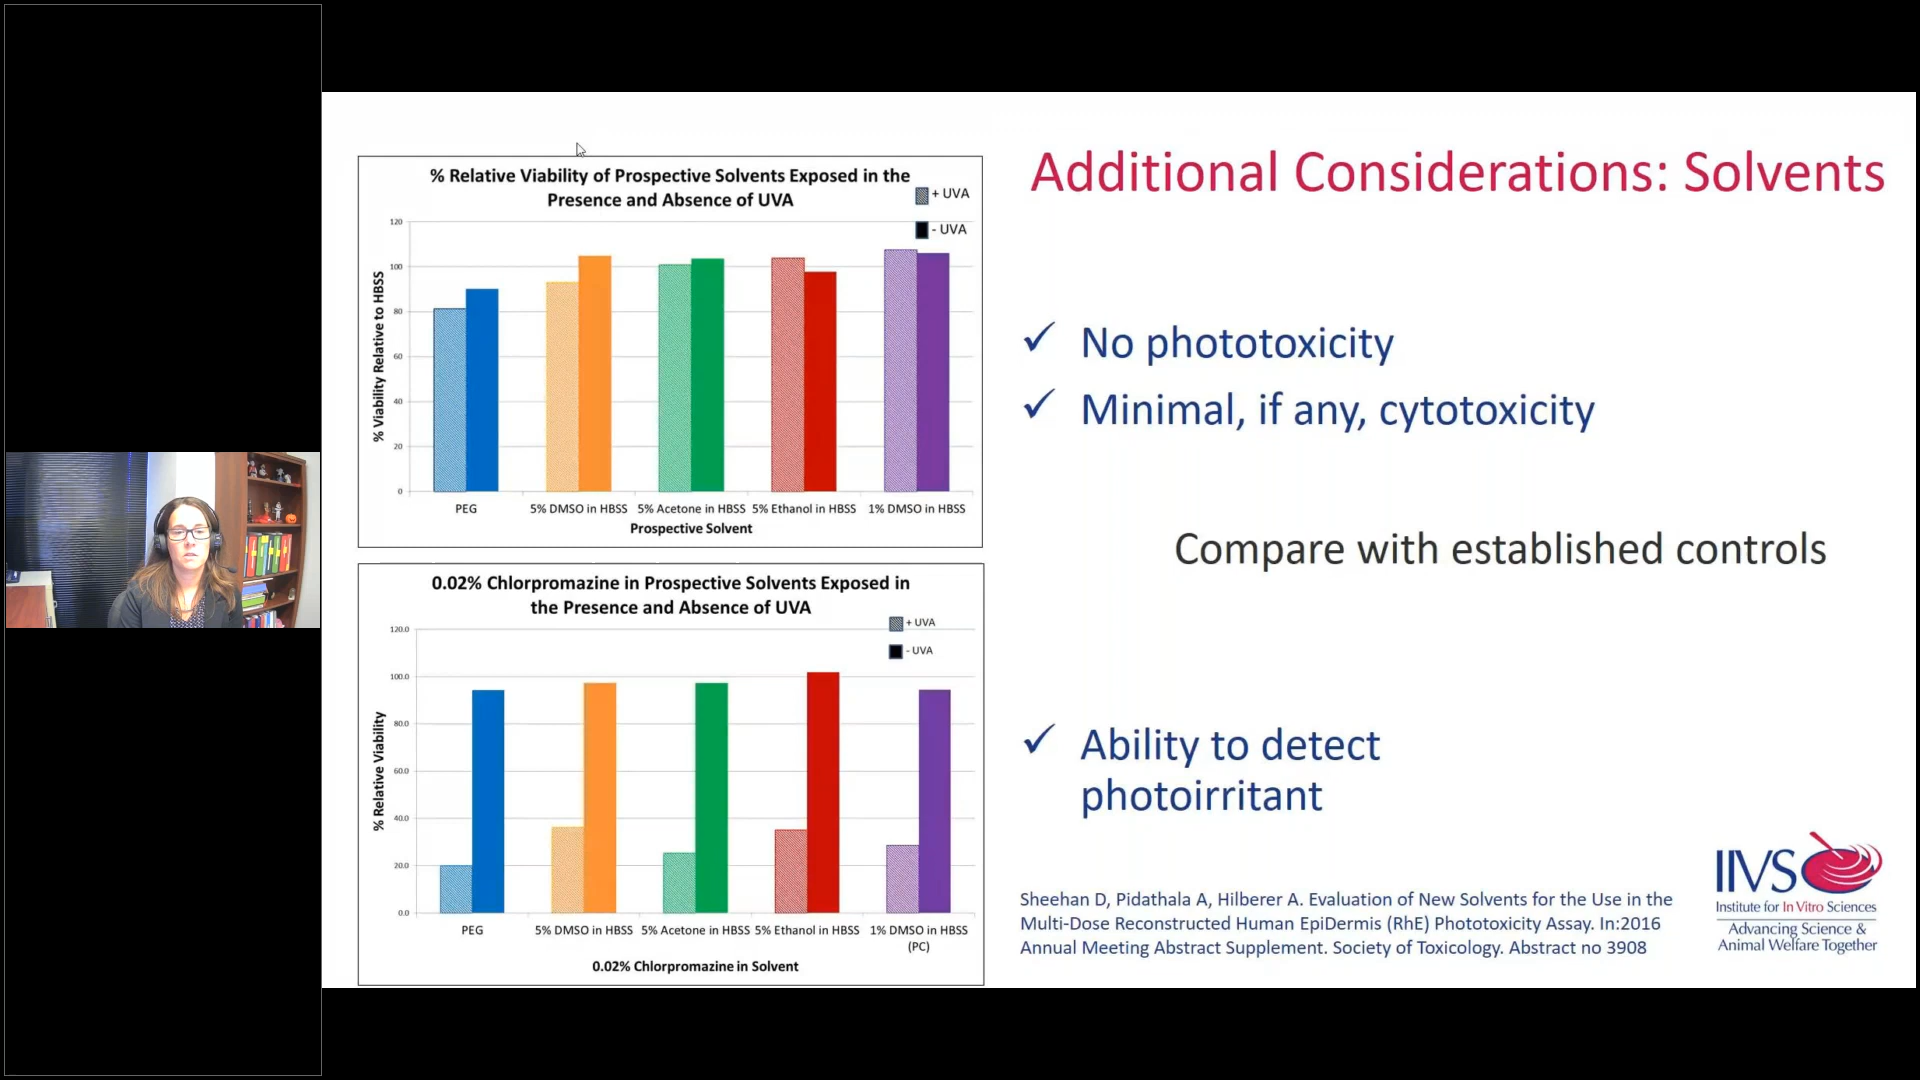 Additional Considerations: Solvents
% Relative Viability of Prospective Solvents Exposed in the
Presence and Absence of UVA
+ UVA
- UVA
% Viability Relative to HBSS
120
100
80
60
40
20
0
PEG
5% DMSO in HBSS
5% Acetone in HBSS
5% Ethanol in HBSS
1% DMSO in HBSS
Prospective Solvent
0.02% Chlorpromazine in Prospective Solvents Exposed in
the Presence and Absence of UVA
+ UVA
- UVA
% Relative Viability
120.0
100.0
80.0
60.0
40.0
20.0
0.0
PEG
5% DMSO in HBSS
5% Acetone in HBSS
5% Ethanol in HBSS
1% DMSO in HBSS
(PC)
0.02% Chlorpromazine in Solvent
✓ No phototoxicity
✓ Minimal, if any, cytotoxicity
Compare with established controls
✓ Ability to detect
photoirritant
Sheehan D, Pidathala A, Hilberer A. Evaluation of New Solvents for the Use in the
Multi-Dose Reconstructed Human EpiDermis (RhE) Phototoxicity Assay. In:2016
Annual Meeting Abstract Supplement. Society of Toxicology. Abstract no 3908
IIVS
Institute for In Vitro Sciences
Advancing Science &
Animal Welfare Together